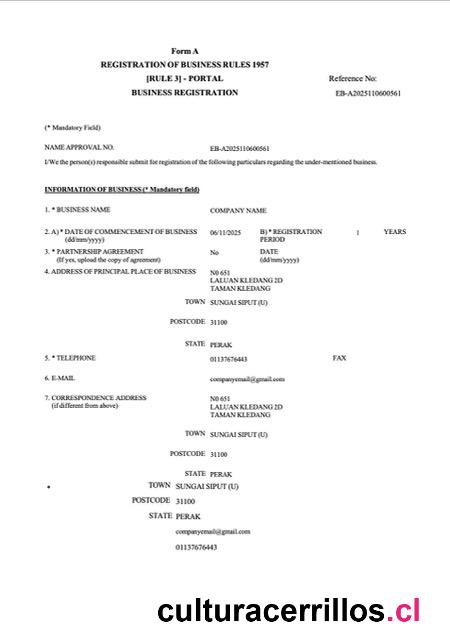 Form A
REGISTRATION OF BUSINESS RULES 1957
[RULE 3] - PORTAL Reference No:
BUSINESS REGISTRATION EB-A2025110600561
(* Mandatory Field)
NAME APPROVAL NO. EB-A2025110600561
I/We the person(s) responsible submit for registration of the following particulars regarding the under-mentioned business.
INFORMATION OF BUSINESS (* Mandatory field)
1. * BUSINESS NAME COMPANY NAME
2. A) * DATE OF COMMENCEMENT OF BUSINESS 06/11/2025 B) * REGISTRATION 1 YEARS
(dd/mm/yyyy) PERIOD
3. * PARTNERSHIP AGREEMENT No DATE
(If yes, upload the copy of agreement) (dd/mm/yyyy)
4. ADDRESS OF PRINCIPAL PLACE OF BUSINESS N0 651
LALUAN KLEDANG 2D
TAMAN KLEDANG
TOWN SUNGAI SIPUT (U)
POSTCODE 31100
STATE PERAK
5. * TELEPHONE 01137676443 FAX
6. E-MAIL companyemail@gmail.com
7. CORRESPONDENCE ADDRESS N0 651
(if different from above) LALUAN KLEDANG 2D
TAMAN KLEDANG
TOWN SUNGAI SIPUT (U)
POSTCODE 31100
STATE PERAK
• TOWN SUNGAI SIPUT (U)
POSTCODE 31100
STATE PERAK
companyemail@gmail.com
01137676443
culturacerrillos.cl